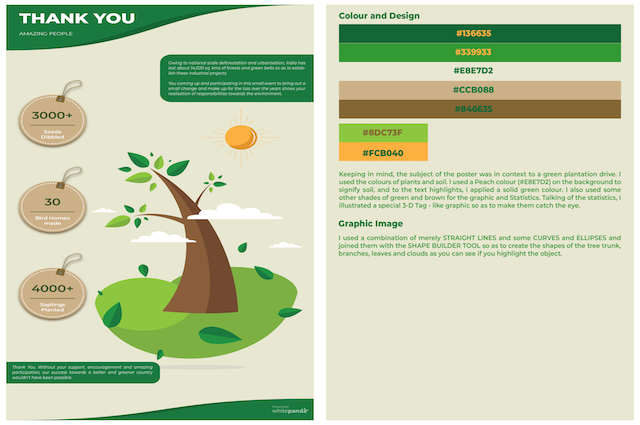 THANK YOU
AMAZING PEOPLE
Owing to national scale deforestation and urbanisation, India has
lost about 14,000 sq. kms of forests and green belts so as to estab-
lish these industrial projects.
You coming up and participating in this small event to bring out a
small change and make up for the loss over the years shows your
realisation of responsibilities towards the environment.
3000+
Seeds
Dibbled
30
Bird Homes
made
4000+
Saplings
Planted
Thank You. Without your support, encouragement and amazing
participation, our success towards a better and greener country
wouldn't have been possible.
whitepanda
Colour and Design
#136635
#339933
#E8E7D2
#CCB088
#846635
#8DC73F
#FCB040
Keeping in mind, the subject of the poster was in context to a green plantation drive. I
used the colours of plants and soil. I used a Peach colour (#E8E7D2) on the background to
signify soil, and to the text highlights, i applied a solid green colour. I also used some
other shades of green and brown for the graphic and Statistics. Talking of the statistics, I
illustrated a special 3-D Tag - like graphic so as to make them catch the eye.
Graphic Image
I used a combination of merely STRAIGHT LINES and some CURVES and ELLIPSES and
joined them with the SHAPE BUILDER TOOL so as to create the shapes of the tree trunk,
branches, leaves and clouds as you can see if you highlight the object.